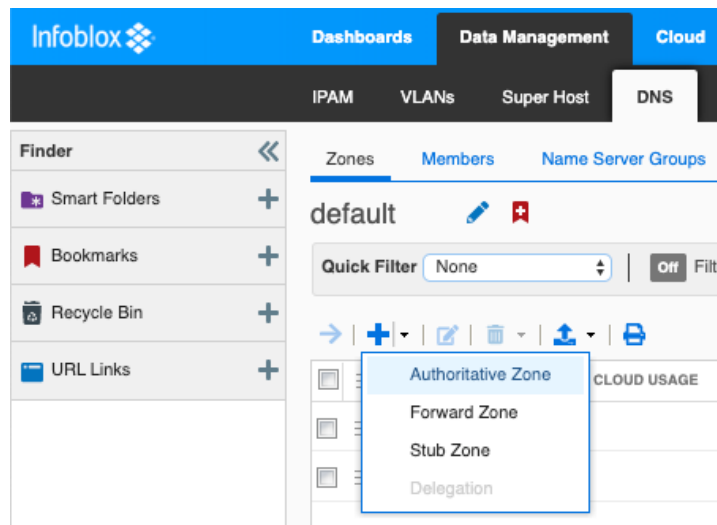 Infoblox
Dashboards Data Management Cloud
IPAM VLANs Super Host DNS
Finder
Zones Members Name Server Groups
Smart Folders
default
Bookmarks
Quick Filter None Off Filt
Recycle Bin
URL Links
Authoritative Zone
CLOUD USAGE
Forward Zone
Stub Zone
Delegation